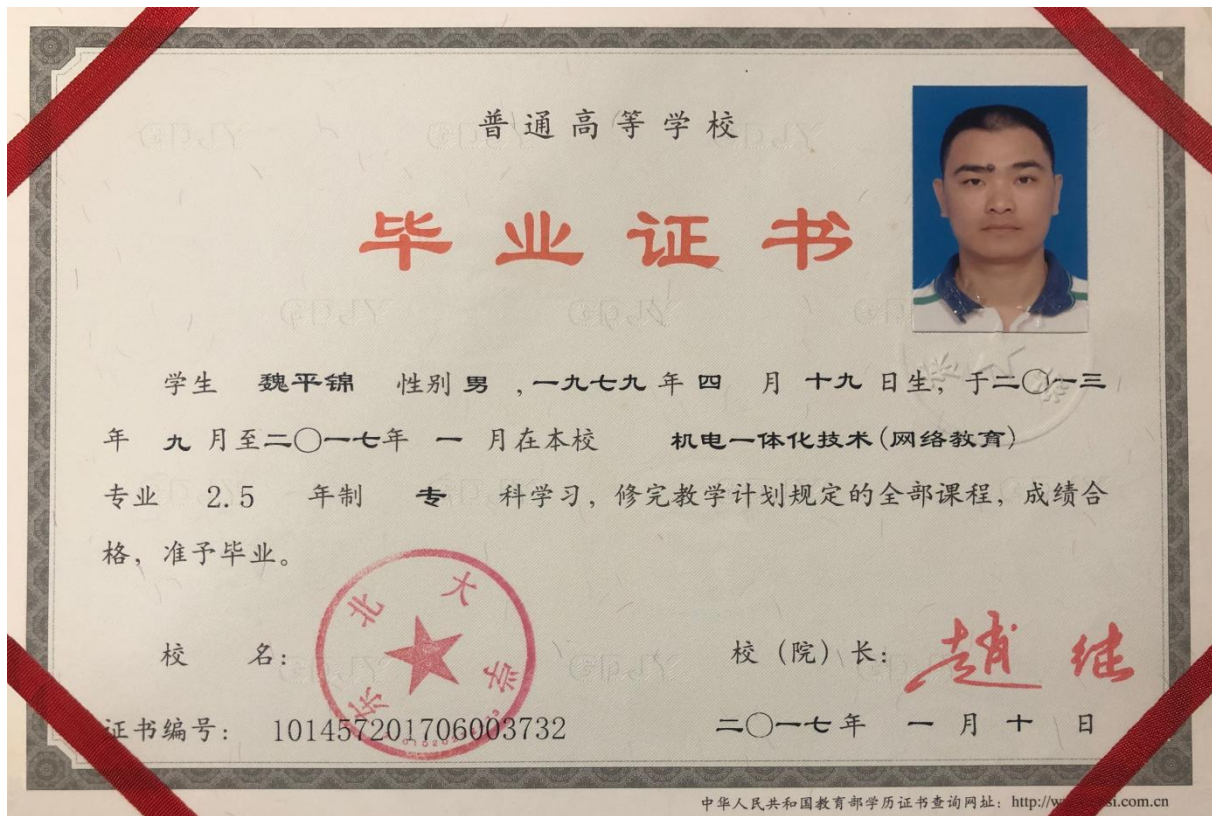 普通高等学校
毕业证书
学生 魏平锦 性别 男 ,一九七九 年 四 月 十九 日生, 于二〇一三
年 九 月至二〇一七年 一 月在本校 机电一体化技术(网络教育)
专业 2.5 年制 专 科学习, 修完教学计划规定的全部课程, 成绩合
格, 准予毕业。
东北大学
校 名: 校 (院) 长: 赵继
证书编号: 101457201706003732 二〇一七年 一 月 十 日
中华人民共和国教育部学历证书查询网址: http://w si.com.cn